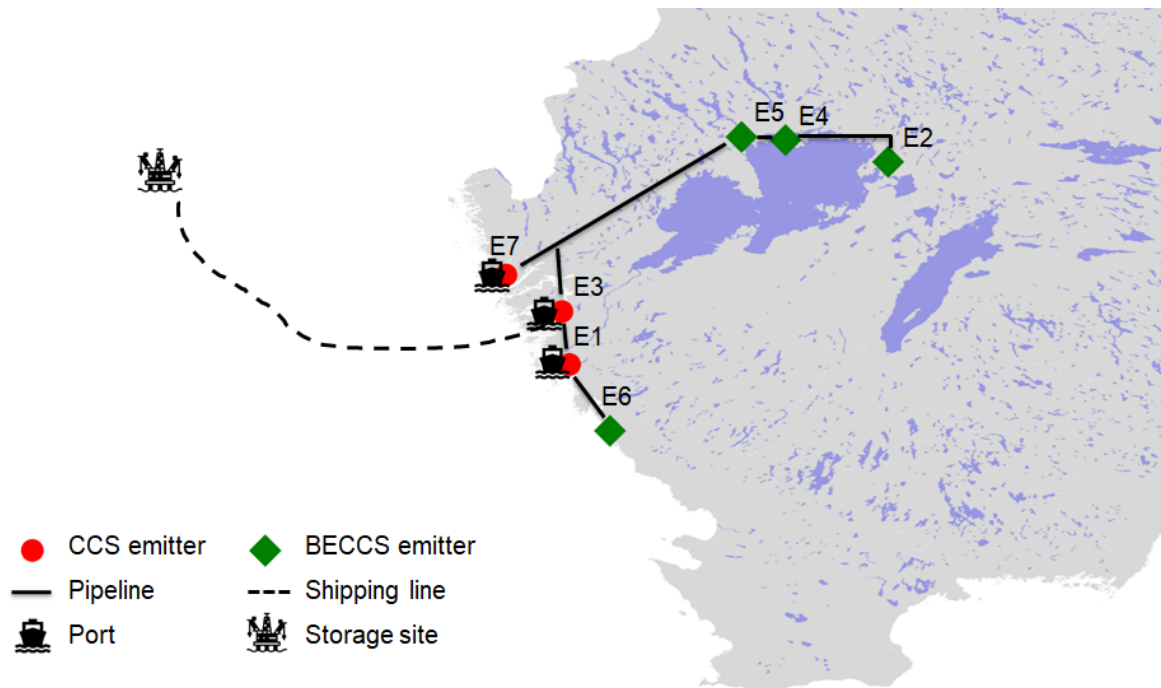 E5
E4
E2
E7
E3
E1
E6
CCS emitter
BECCS emitter
Pipeline
Shipping line
Port
Storage site